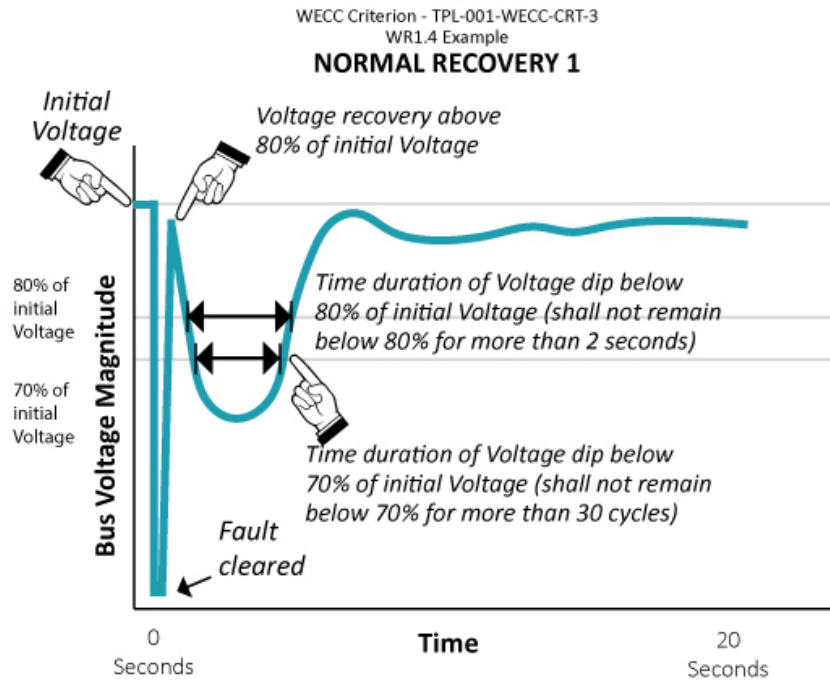 WECC Criterion - TPL-001-WECC-CRT-3
WR1.4 Example
NORMAL RECOVERY 1
Initial
Voltage
Voltage recovery above
80% of initial Voltage
80% of
initial
Voltage
70% of
initial
Voltage
Bus Voltage Magnitude
Time duration of Voltage dip below
80% of initial Voltage (shall not remain
below 80% for more than 2 seconds)
Time duration of Voltage dip below
70% of initial Voltage (shall not remain
below 70% for more than 30 cycles)
Fault
cleared
0
Seconds
Time
20
Seconds